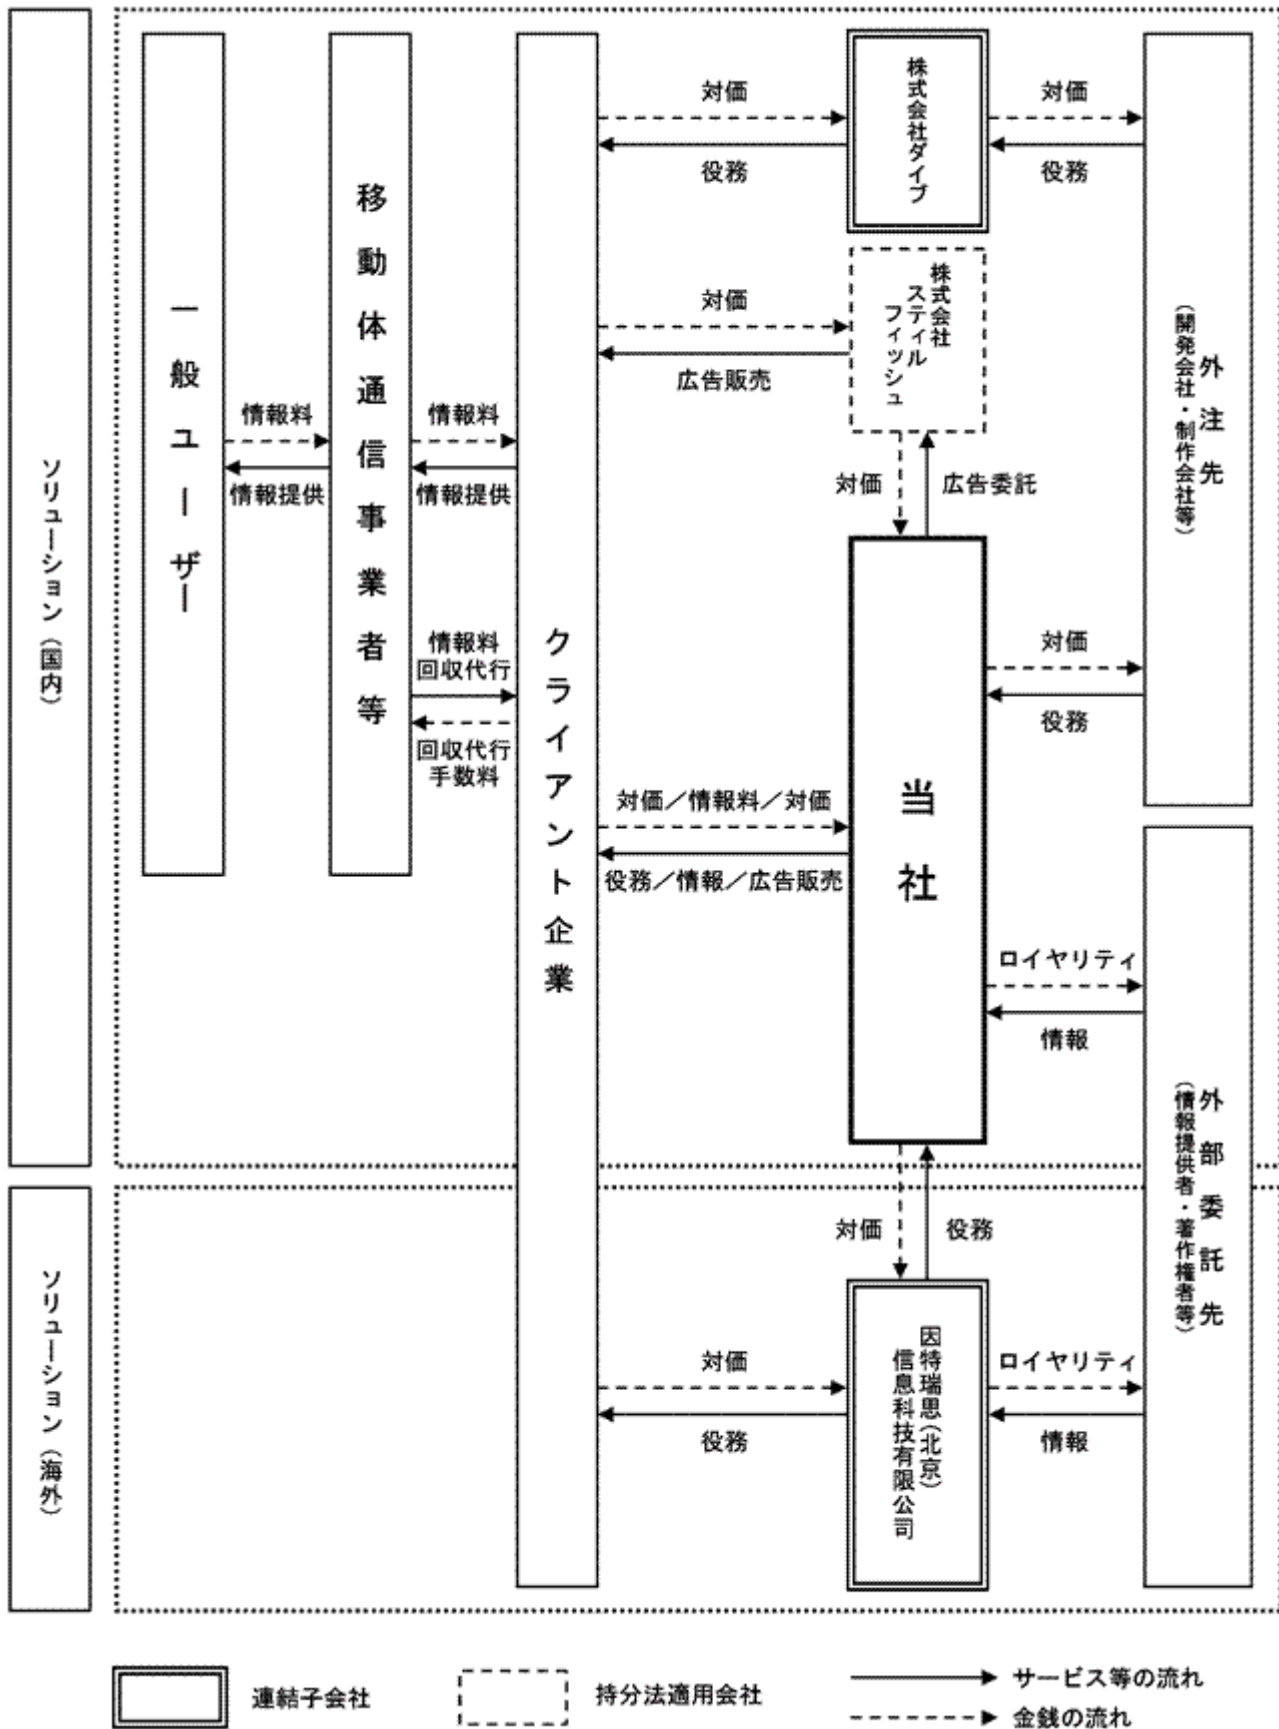 ソリューション（国内）
一般ユーザー
情報料
情報提供
移動体通信事業者等
情報料
情報提供
情報料
回収代行
回収代行
手数料
クライアント企業
対価
役務
株式会社ダイブ
対価
役務
対価
広告販売
株式会社
スティル
フィッシュ
対価
広告委託
外注先
（開発会社・制作会社等）
対価
役務
当社
対価／情報料／対価
役務／情報／広告販売
ロイヤリティ
情報
外部委託先
（情報提供者・著作権者等）
ソリューション（海外）
対価
役務
対価
役務
因特瑞思（北京）
信息科技有限公司
ロイヤリティ
情報
連結子会社
持分法適用会社
サービス等の流れ
金銭の流れ